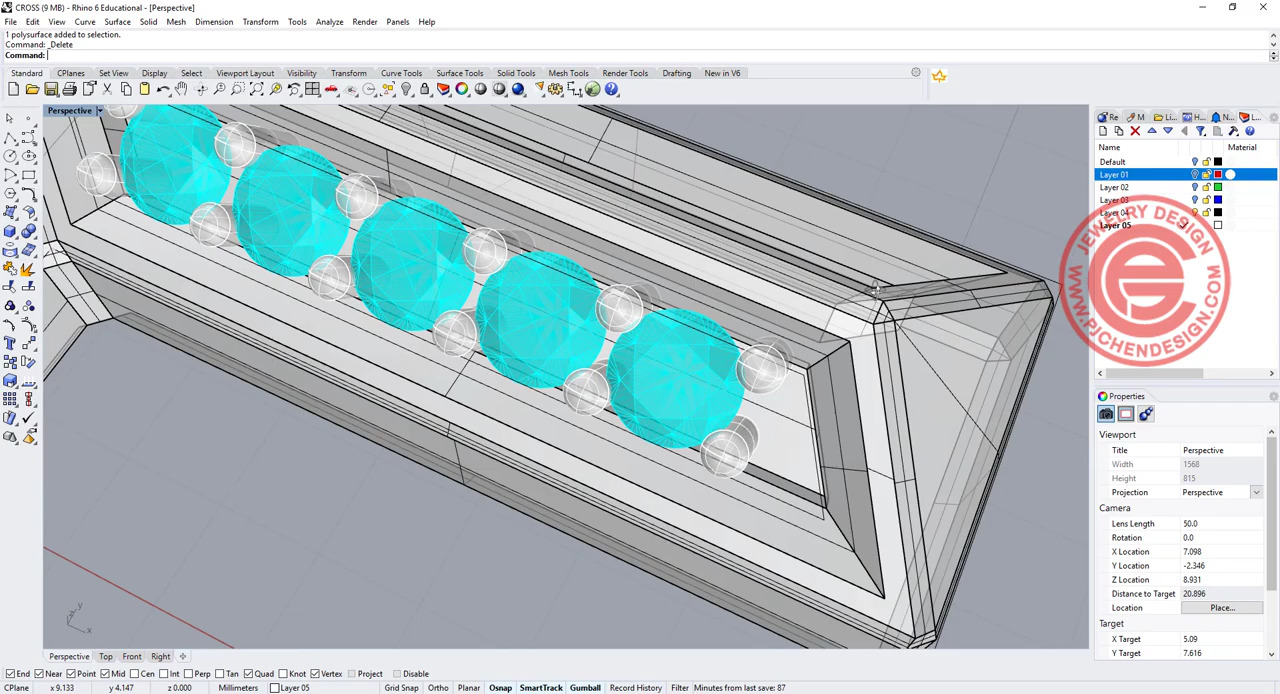 CROSS (9 MB) - Rhino 6 Educational - [Perspective]
File Edit View Curve Surface Solid Mesh Dimension Transform Tools Analyze Render Panels Help
1 polysurface added to selection.
Command: _Delete
Command:
Standard CPlanes Set View Display Select Viewport Layout Visibility Transform Curve Tools Surface Tools Solid Tools Mesh Tools Render Tools Drafting New in V6
Perspective
Re M Li... H... N... L...
Name Material
Default
Layer 01
Layer 02
Layer 03
Layer 04
Layer 05
JEWELRY DESIGN
WWW.PJCHENDESIGN.COM
Properties
Viewport
Title Perspective
Width 1568
Height 815
Projection Perspective
Camera
Lens Length 50.0
Rotation 0.0
X Location 7.098
Y Location -2.346
Z Location 8.931
Distance to Target 20.896
Location Place...
Target
X Target 5.09
Y Target 7.616
z y x
Perspective Top Front Right
End Near Point Mid Cen Int Perp Tan Quad Knot Vertex Project Disable
CPlane x 9.133 y 4.147 z 0.000 Millimeters Layer 05 Grid Snap Ortho Planar Osnap SmartTrack Gumball Record History Filter Minutes from last save: 87